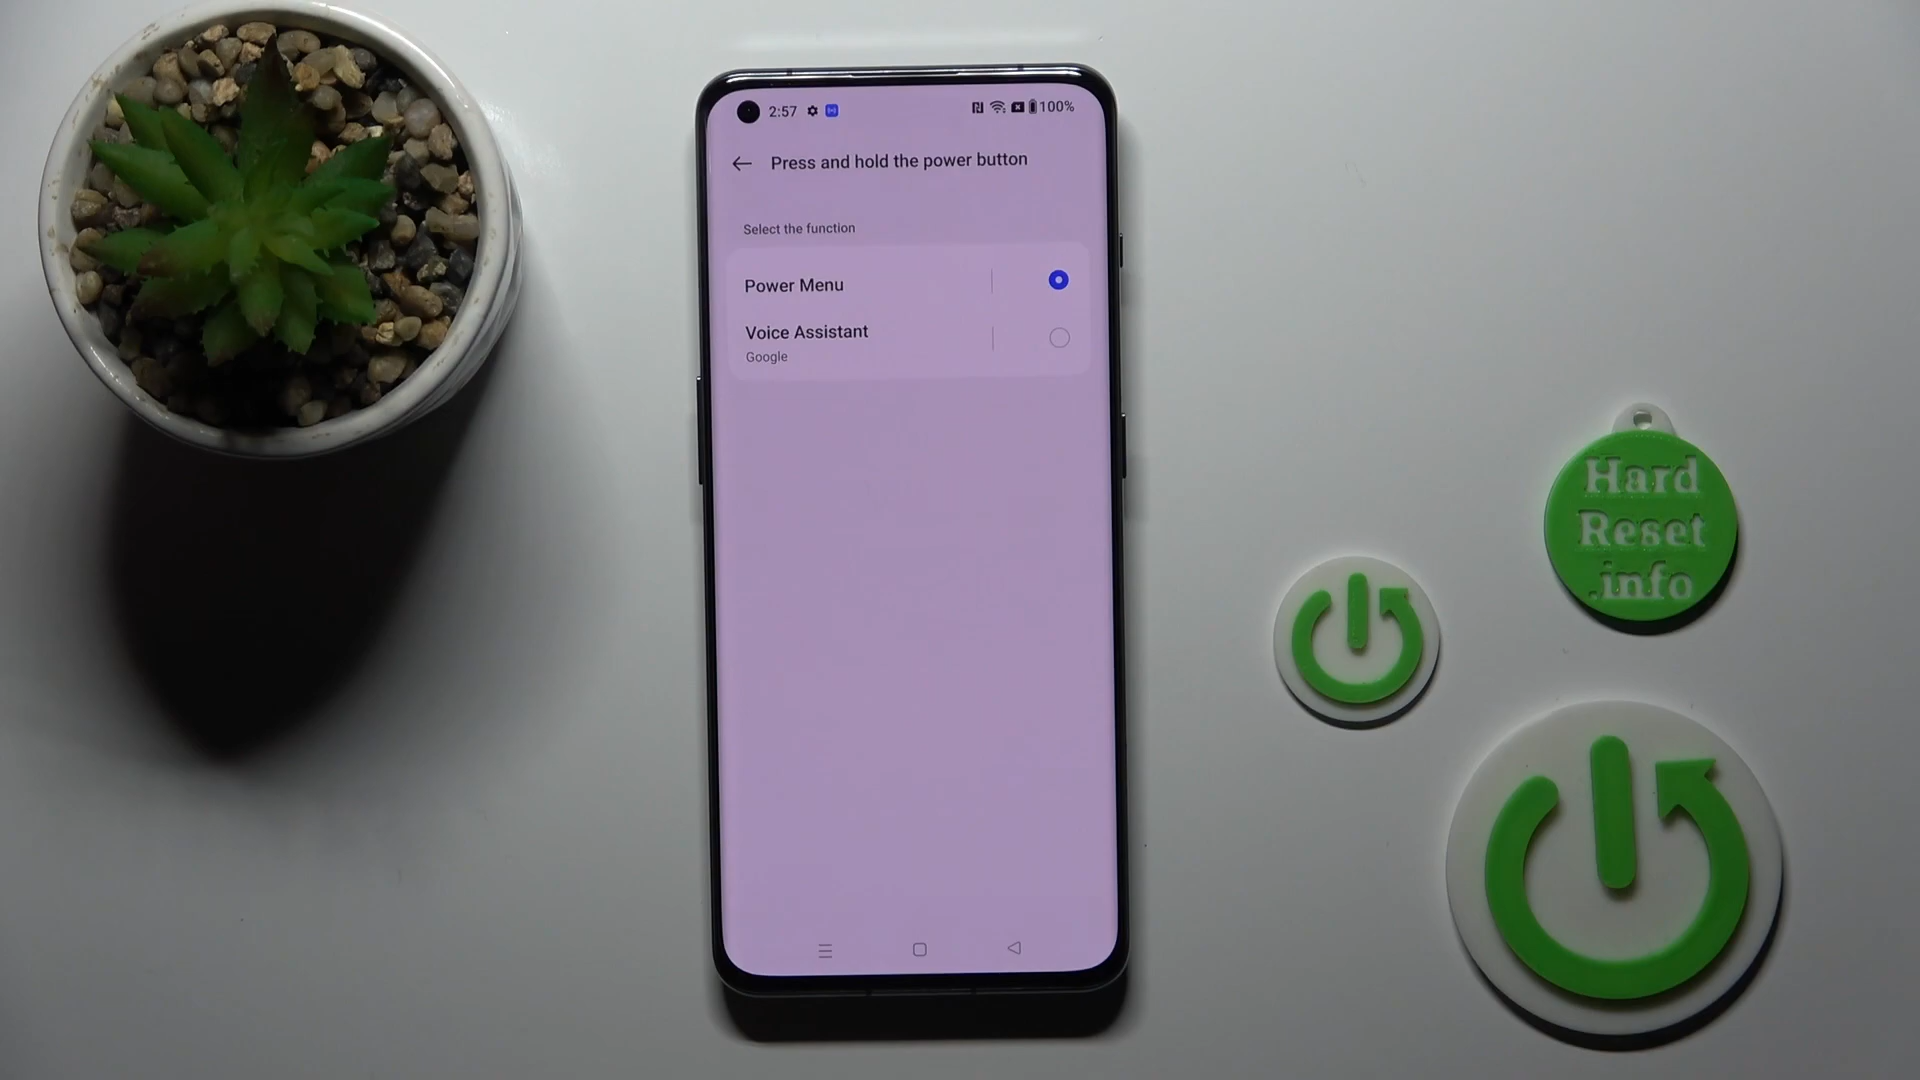 2:57
100%
Press and hold the power button
Select the function
Power Menu
Voice Assistant
Google
Hard
Reset
.info